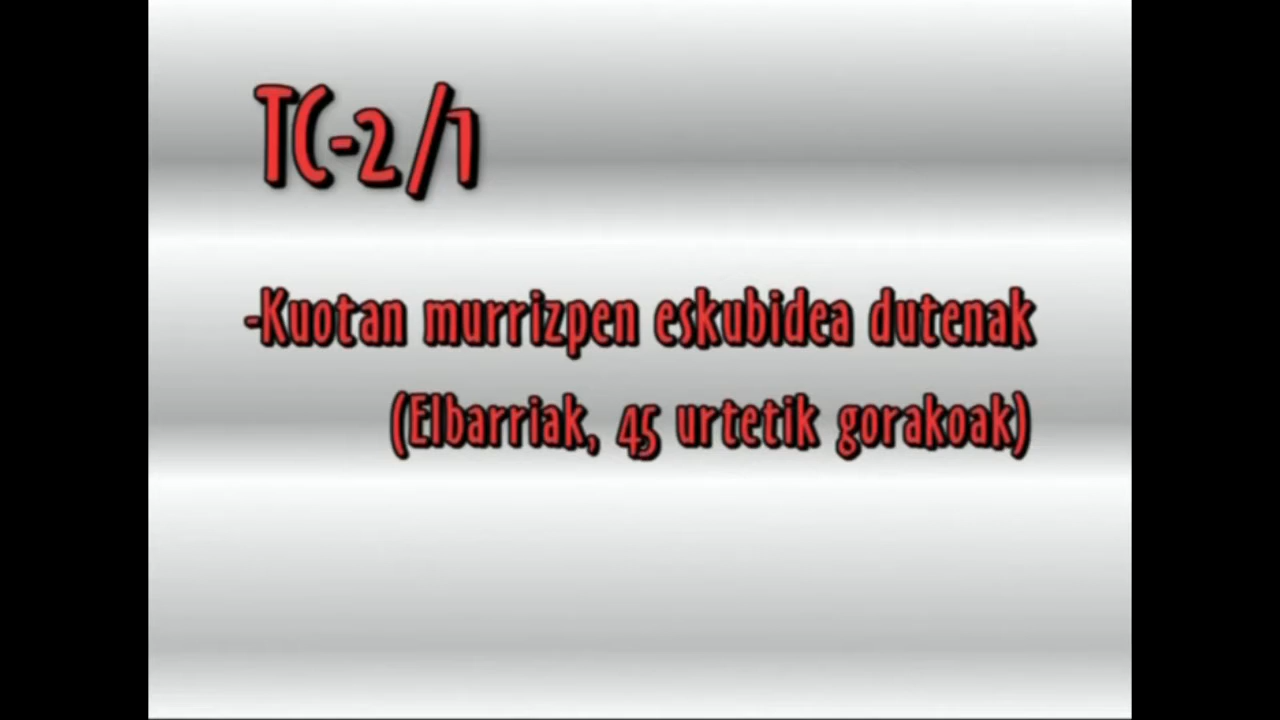 TC-2/1
-Kuotan murrizpen eskubidea dutenak
(Elbarriak, 45 urtetik gorakoak)